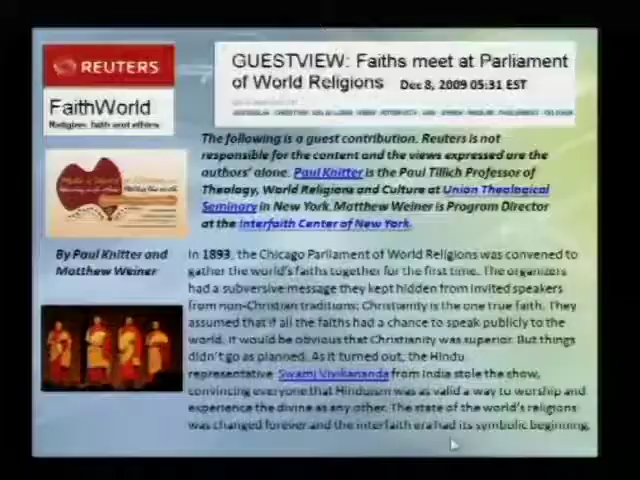 REUTERS
FaithWorld
Religion, faith and ethics
GUESTVIEW: Faiths meet at Parliament
of World Religions Dec 8, 2009 05:31 EST
The following is a guest contribution. Reuters is not
responsible for the content and the views expressed are the
authors' alone. Paul Knitter is the Paul Tillich Professor of
Theology, World Religions and Culture at Union Theological
Seminary in New York. Matthew Weiner is Program Director
at the Interfaith Center of New York.
By Paul Knitter and
Matthew Weiner
In 1893, the Chicago Parliament of World Religions was convened to
gather the world's faiths together for the first time. The organizers
had a subversive message they kept hidden from invited speakers
from non-Christian traditions: Christianity is the one true faith. They
assumed that if all the faiths had a chance to speak publicly to the
world, it would be obvious that Christianity was superior. But things
didn't go as planned. As it turned out, the Hindu
representative Swami Vivikananda from India stole the show,
convincing everyone that Hinduism was as valid a way to worship and
experience the divine as any other. The state of the world's religions
was changed forever and the interfaith era had its symbolic beginning.